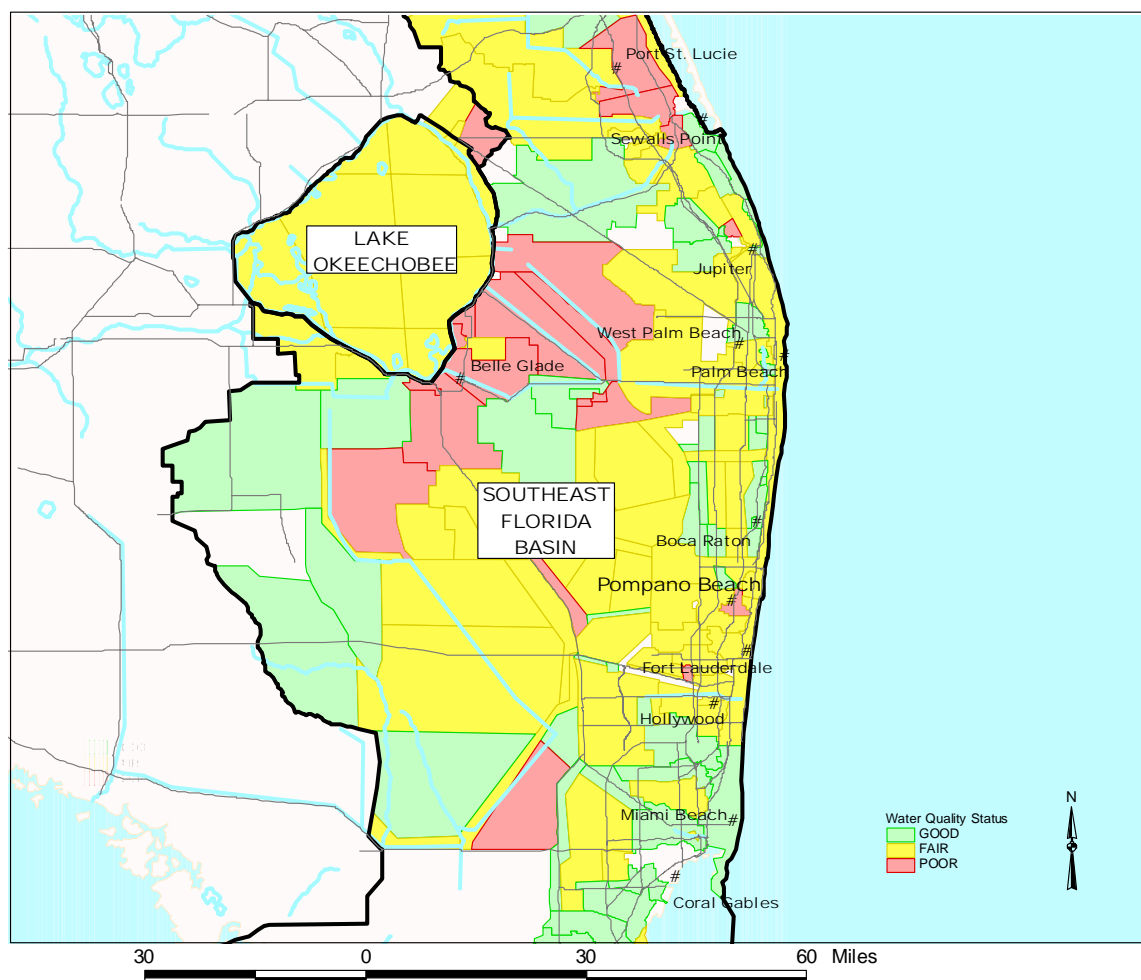 Port St. Lucie
#
#
Sewalls Point
LAKE
OKEECHOBEE
#
Jupiter
West Palm Beach
#
#
Belle Glade
Palm Beach
#
SOUTHEAST
FLORIDA
BASIN
#
Boca Raton
Pompano Beach
#
#
Fort Lauderdale
#
Hollywood
Miami Beach
#
#
Coral Gables
N
Water Quality Status
GOOD
FAIR
POOR
30 0 30 60 Miles